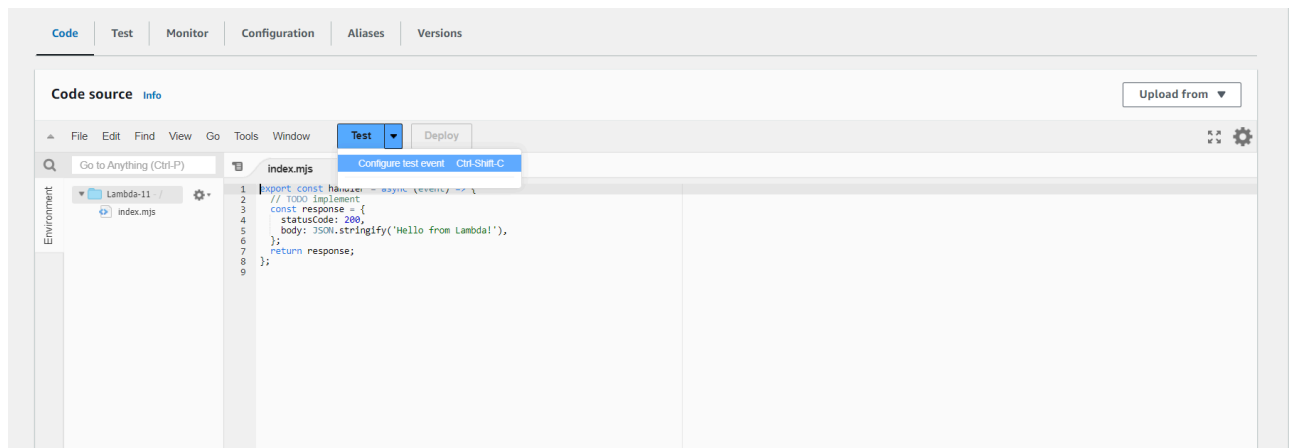 Code Test Monitor Configuration Aliases Versions
Code source Info
Upload from
File Edit Find View Go Tools Window Test Deploy
Go to Anything (Ctrl-P)
index.mjs
Configure test event Ctrl-Shift-C
Environment
Lambda-11 - /
index.mjs
1 export const handler = async (event) => {
2 // TODO implement
3 const response = {
4 statusCode: 200,
5 body: JSON.stringify('Hello from Lambda!'),
6 };
7 return response;
8 };
9